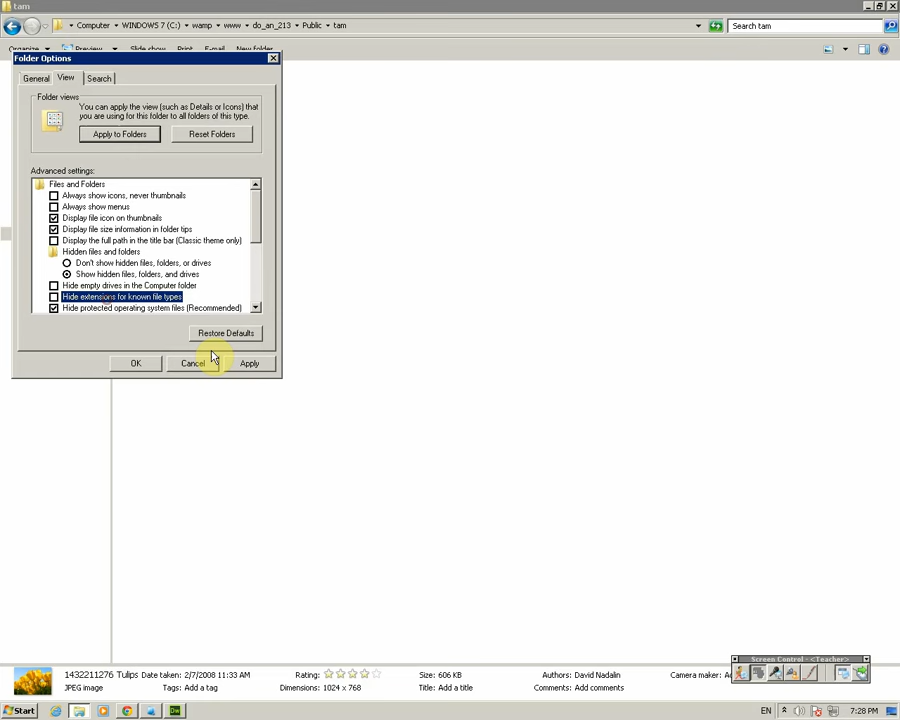 tam
Computer ▸ WINDOWS 7 (C:) ▸ wamp ▸ www ▸ do_an_213 ▸ Public ▸ tam
Search tam
Organize Preview Slide show Print E-mail New folder
Folder Options
General View Search
Folder views
You can apply the view (such as Details or Icons) that
you are using for this folder to all folders of this type.
Apply to Folders Reset Folders
Advanced settings:
Files and Folders
Always show icons, never thumbnails
Always show menus
Display file icon on thumbnails
Display file size information in folder tips
Display the full path in the title bar (Classic theme only)
Hidden files and folders
Don't show hidden files, folders, or drives
Show hidden files, folders, and drives
Hide empty drives in the Computer folder
Hide extensions for known file types
Hide protected operating system files (Recommended)
Restore Defaults
OK Cancel Apply
1432211276 Tulips Date taken: 2/7/2008 11:33 AM Rating: Size: 606 KB Authors: David Nadalin Camera maker:
JPEG image Tags: Add a tag Dimensions: 1024 x 768 Title: Add a title Comments: Add comments
Screen Control - <Teacher>
Start EN 7:28 PM